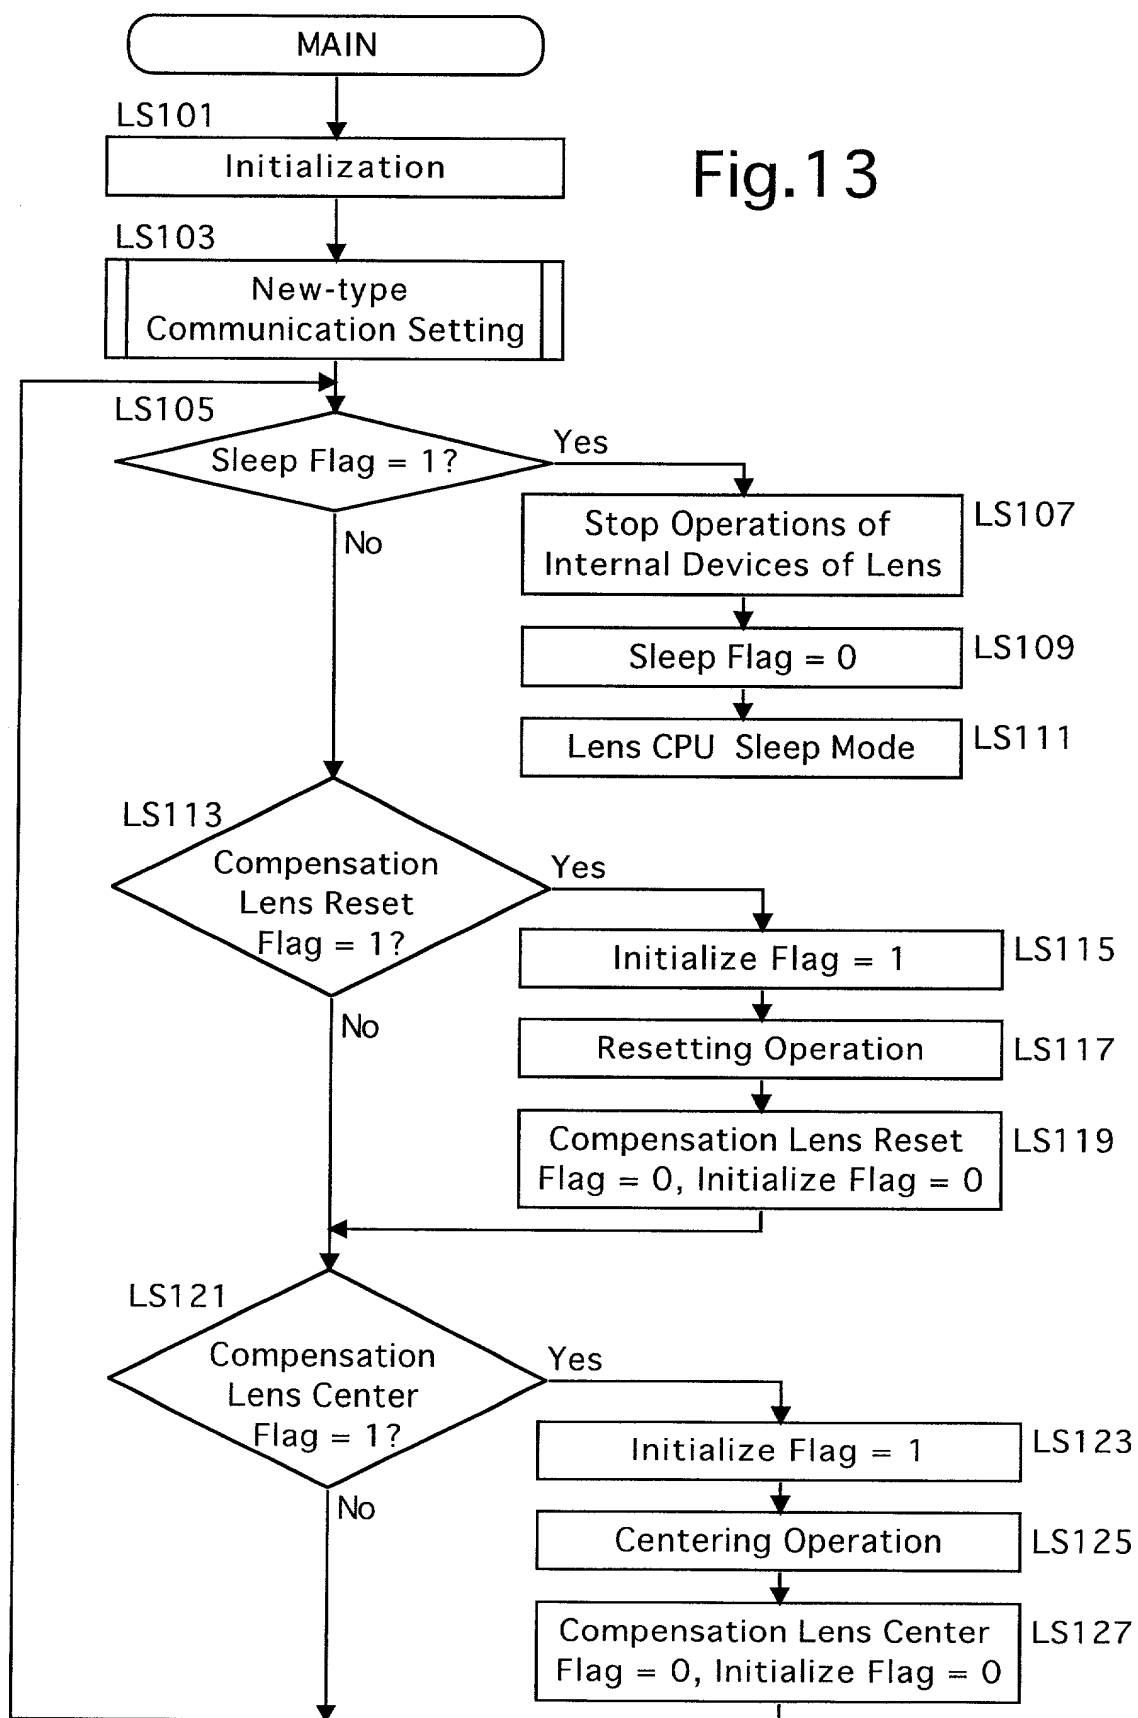 MAIN
LS101
Initialization
Fig.13
LS103
New-type
Communication Setting
LS105
Sleep Flag = 1?
Yes
No
Stop Operations of
Internal Devices of Lens
LS107
Sleep Flag = 0
LS109
Lens CPU Sleep Mode
LS111
LS113
Compensation
Lens Reset
Flag = 1?
Yes
No
Initialize Flag = 1
LS115
Resetting Operation
LS117
Compensation Lens Reset
Flag = 0, Initialize Flag = 0
LS119
LS121
Compensation
Lens Center
Flag = 1?
Yes
No
Initialize Flag = 1
LS123
Centering Operation
LS125
Compensation Lens Center
Flag = 0, Initialize Flag = 0
LS127